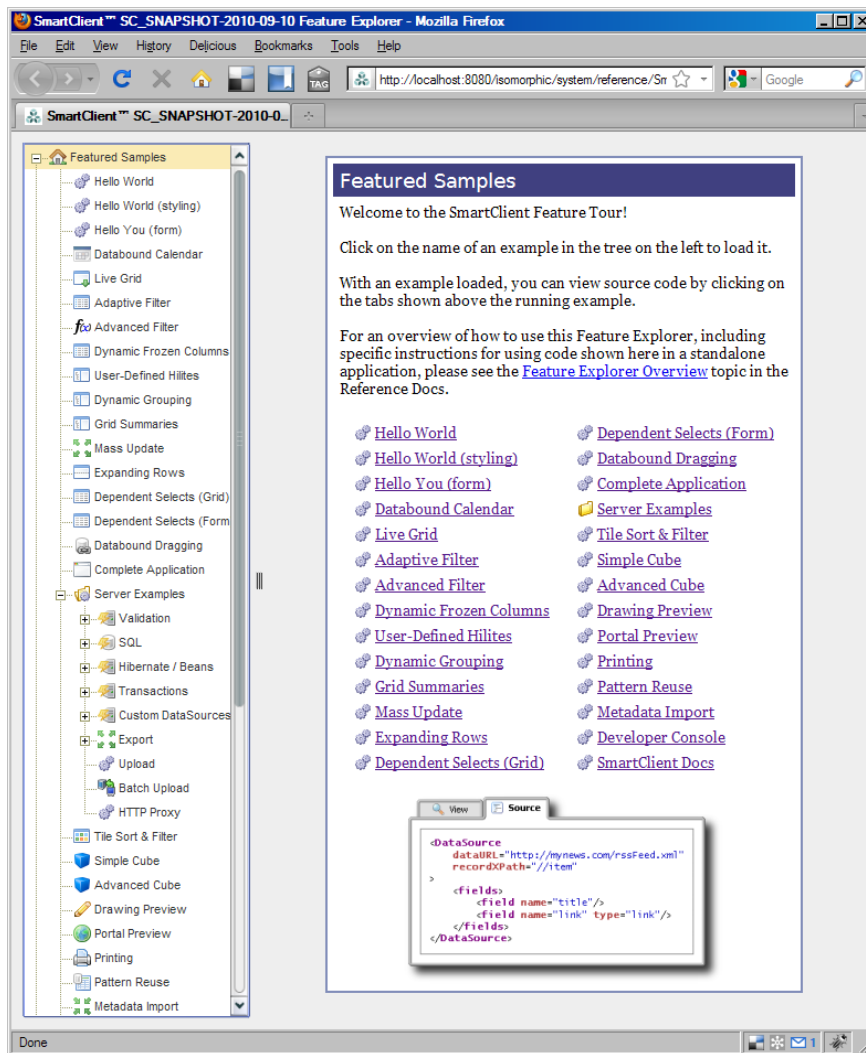 SmartClient™ SC_SNAPSHOT-2010-09-10 Feature Explorer - Mozilla Firefox
File Edit View History Delicious Bookmarks Tools Help
TAG
http://localhost:8080/isomorphic/system/reference/Sm
Google
SmartClient™ SC_SNAPSHOT-2010-0...
Featured Samples
Hello World
Hello World (styling)
Hello You (form)
Databound Calendar
Live Grid
Adaptive Filter
f(x) Advanced Filter
Dynamic Frozen Columns
User-Defined Hilites
Dynamic Grouping
Grid Summaries
Mass Update
Expanding Rows
Dependent Selects (Grid)
Dependent Selects (Form
Databound Dragging
Complete Application
Server Examples
Validation
SQL
Hibernate / Beans
Transactions
Custom DataSources
Export
Upload
Batch Upload
HTTP Proxy
Tile Sort & Filter
Simple Cube
Advanced Cube
Drawing Preview
Portal Preview
Printing
Pattern Reuse
Metadata Import
Featured Samples
Welcome to the SmartClient Feature Tour!
Click on the name of an example in the tree on the left to load it.
With an example loaded, you can view source code by clicking on
the tabs shown above the running example.
For an overview of how to use this Feature Explorer, including
specific instructions for using code shown here in a standalone
application, please see the Feature Explorer Overview topic in the
Reference Docs.
Hello World
Hello World (styling)
Hello You (form)
Databound Calendar
Live Grid
Adaptive Filter
Advanced Filter
Dynamic Frozen Columns
User-Defined Hilites
Dynamic Grouping
Grid Summaries
Mass Update
Expanding Rows
Dependent Selects (Grid)
Dependent Selects (Form)
Databound Dragging
Complete Application
Server Examples
Tile Sort & Filter
Simple Cube
Advanced Cube
Drawing Preview
Portal Preview
Printing
Pattern Reuse
Metadata Import
Developer Console
SmartClient Docs
View Source
<DataSource
dataURL="http://mynews.com/rssFeed.xml"
recordXPath="//item"
>
<fields>
<field name="title"/>
<field name="link" type="link"/>
</fields>
</DataSource>
Done
1